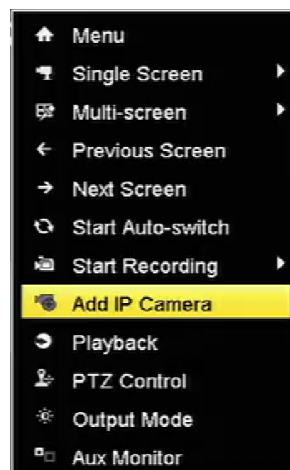 Menu
Single Screen
Multi-screen
Previous Screen
Next Screen
Start Auto-switch
Start Recording
Add IP Camera
Playback
PTZ Control
Output Mode
Aux Monitor